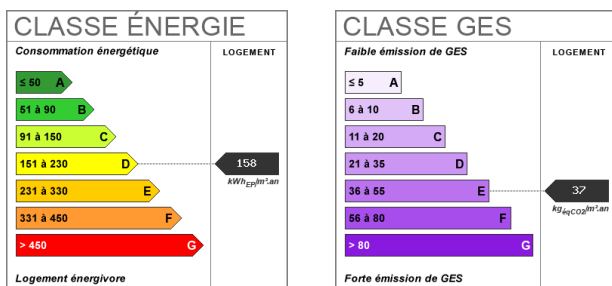 CLASSE ÉNERGIE
Consommation énergétique
LOGEMENT
≤ 50 A
51 à 90 B
91 à 150 C
151 à 230 D
158
kWhEP/m².an
231 à 330 E
331 à 450 F
> 450 G
Logement énergivore
CLASSE GES
Faible émission de GES
LOGEMENT
≤ 5 A
6 à 10 B
11 à 20 C
21 à 35 D
36 à 55 E
37
kgéqCO2/m².an
56 à 80 F
> 80 G
Forte émission de GES